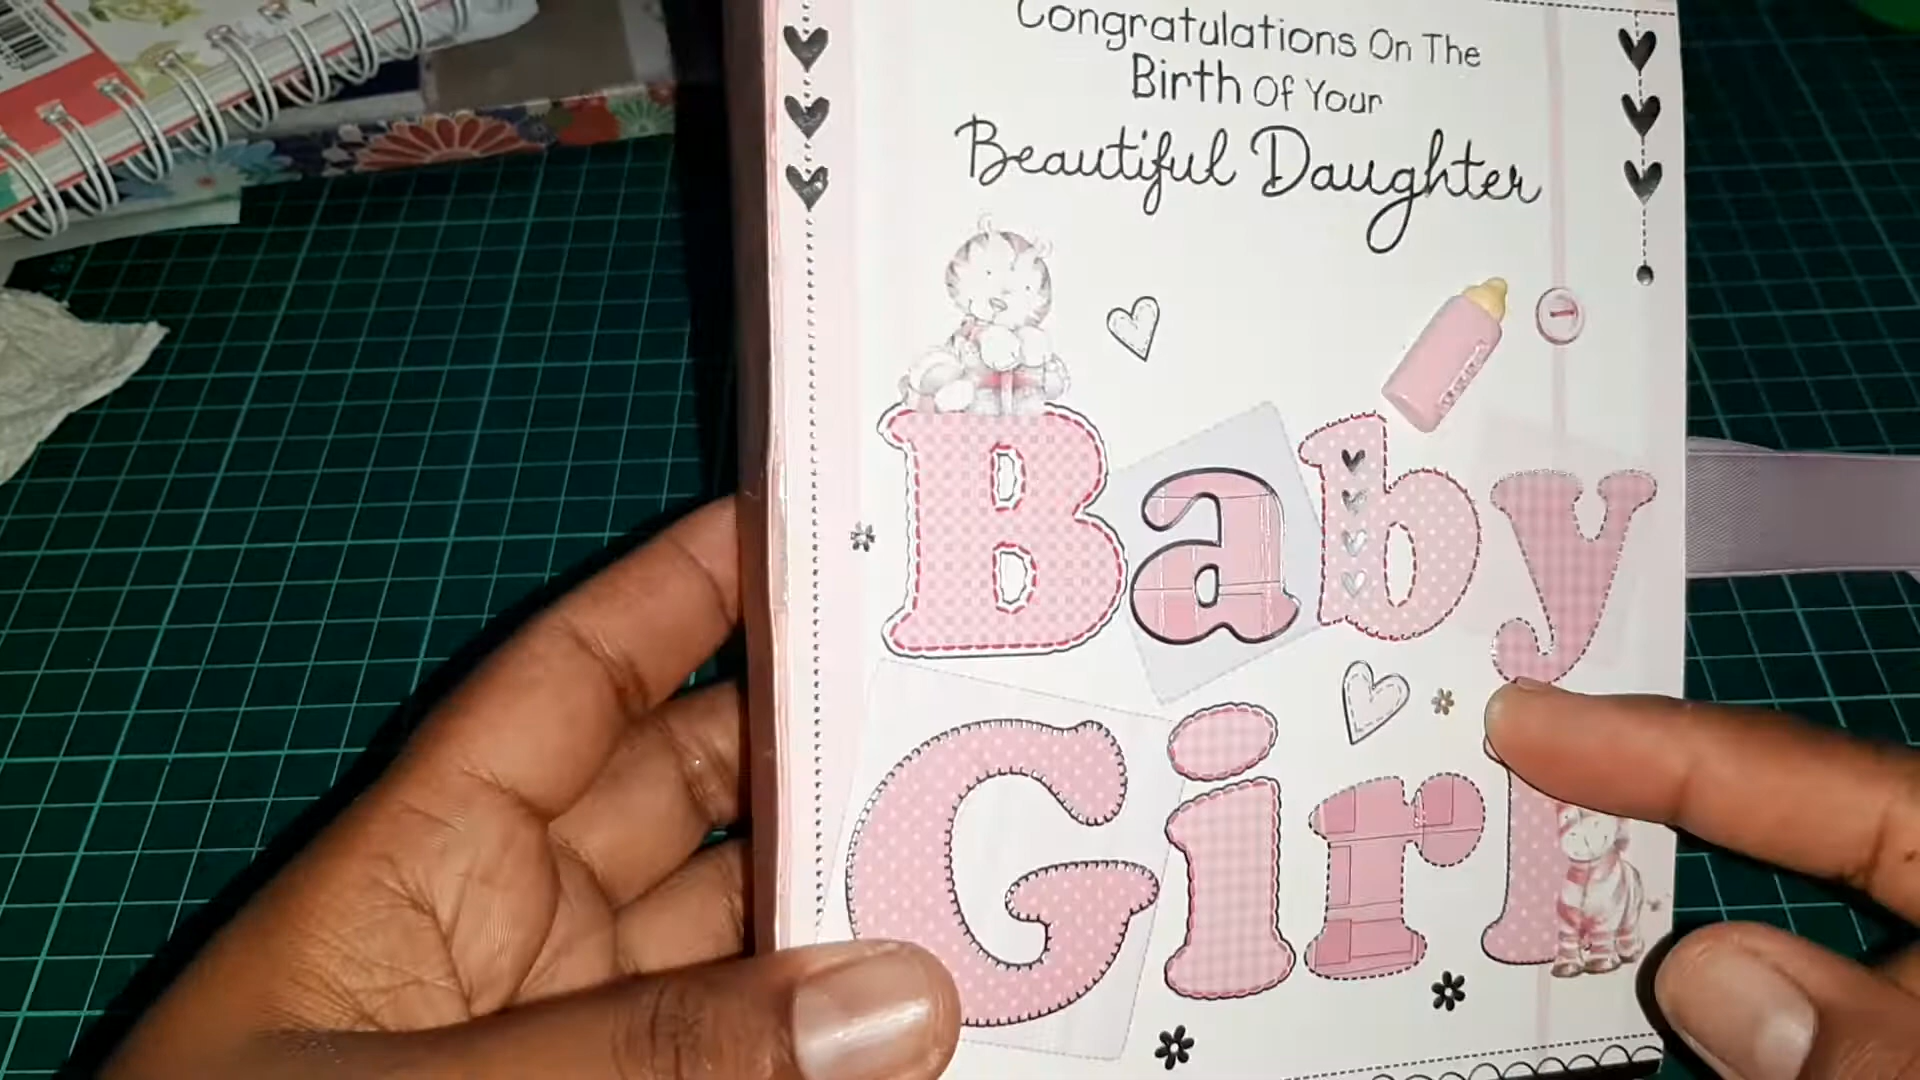 Congratulations On The
Birth Of Your
Beautiful Daughter
Baby
Girl